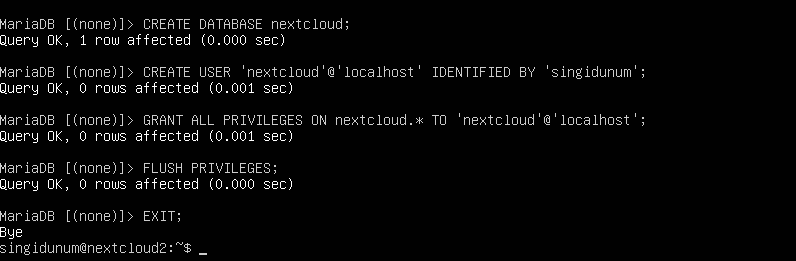 MariaDB [(none)]> CREATE DATABASE nextcloud;
Query OK, 1 row affected (0.000 sec)
MariaDB [(none)]> CREATE USER 'nextcloud'@'localhost' IDENTIFIED BY 'singidunum';
Query OK, 0 rows affected (0.001 sec)
MariaDB [(none)]> GRANT ALL PRIVILEGES ON nextcloud.* TO 'nextcloud'@'localhost';
Query OK, 0 rows affected (0.001 sec)
MariaDB [(none)]> FLUSH PRIVILEGES;
Query OK, 0 rows affected (0.000 sec)
MariaDB [(none)]> EXIT;
Bye
singidunum@nextcloud2:~$ _